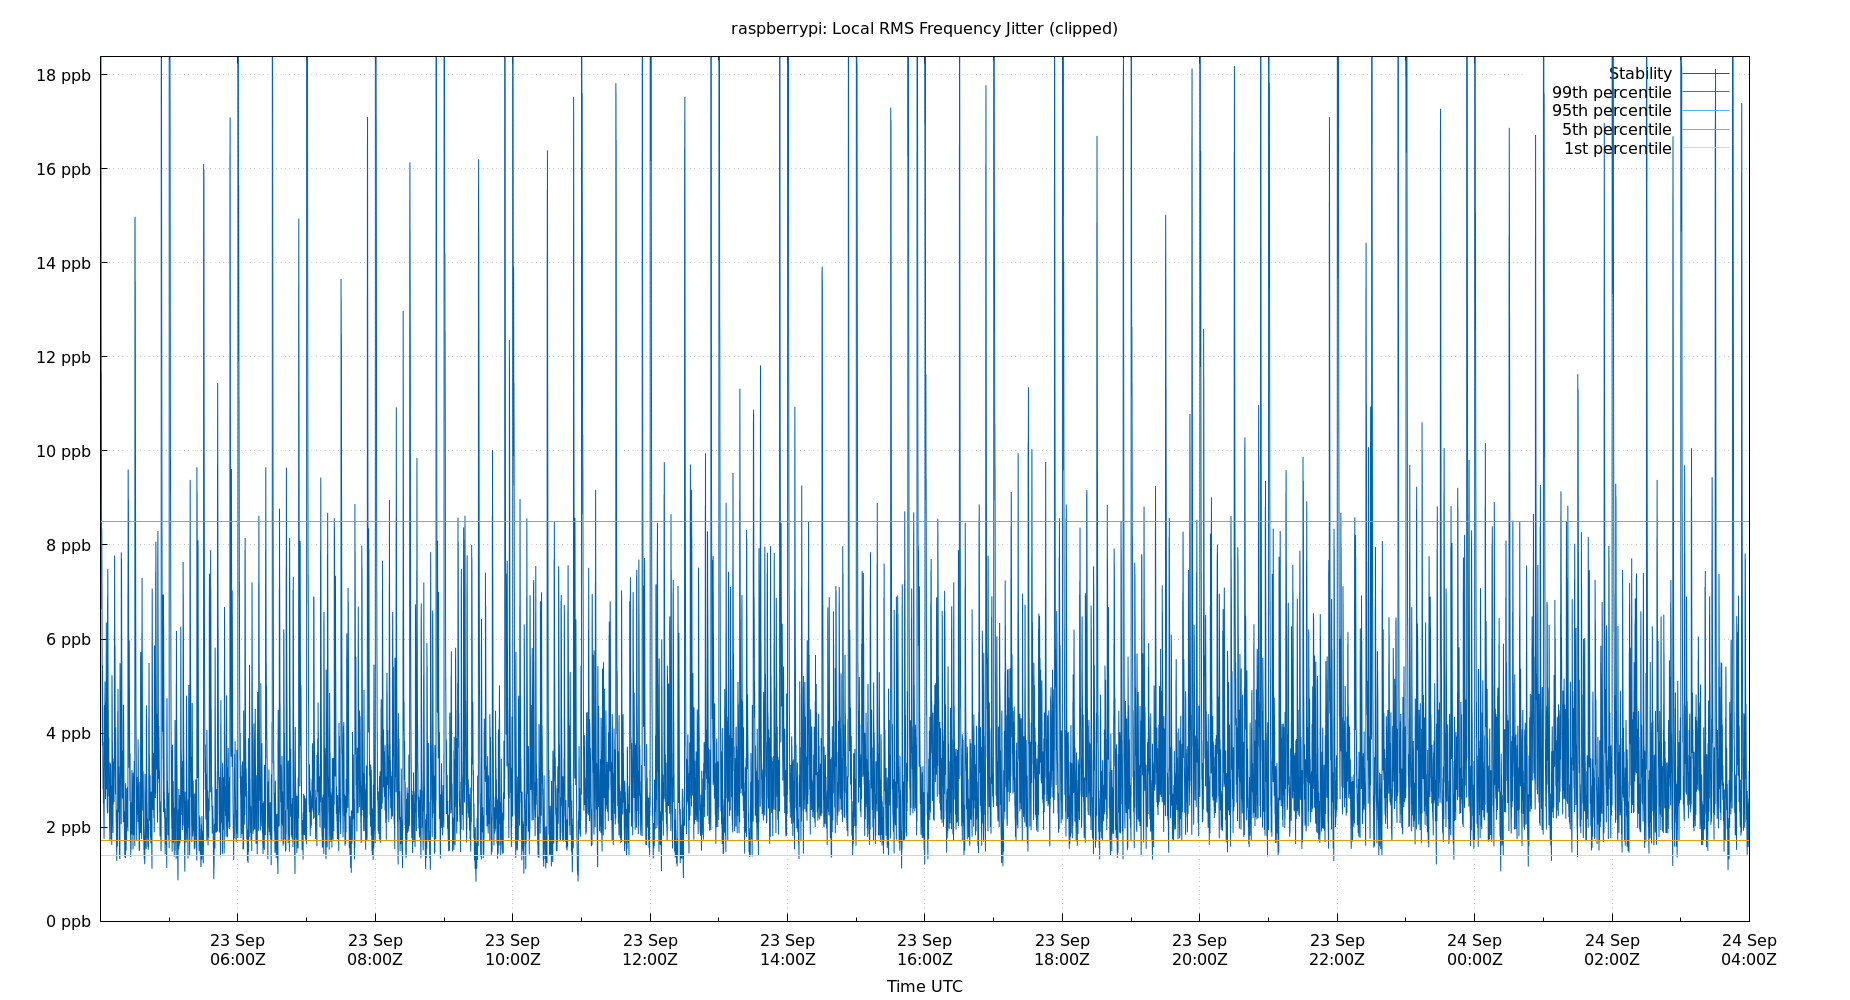 raspberrypi: Local RMS Frequency Jitter (clipped)
18 ppb
16 ppb
14 ppb
12 ppb
10 ppb
8 ppb
6 ppb
4 ppb
2 ppb
0 ppb
Stability
99th percentile
95th percentile
5th percentile
1st percentile
23 Sep 23 Sep 23 Sep 23 Sep 23 Sep 23 Sep 23 Sep 23 Sep 23 Sep 24 Sep 24 Sep 24 Sep
06:00Z 08:00Z 10:00Z 12:00Z 14:00Z 16:00Z 18:00Z 20:00Z 22:00Z 00:00Z 02:00Z 04:00Z
Time UTC